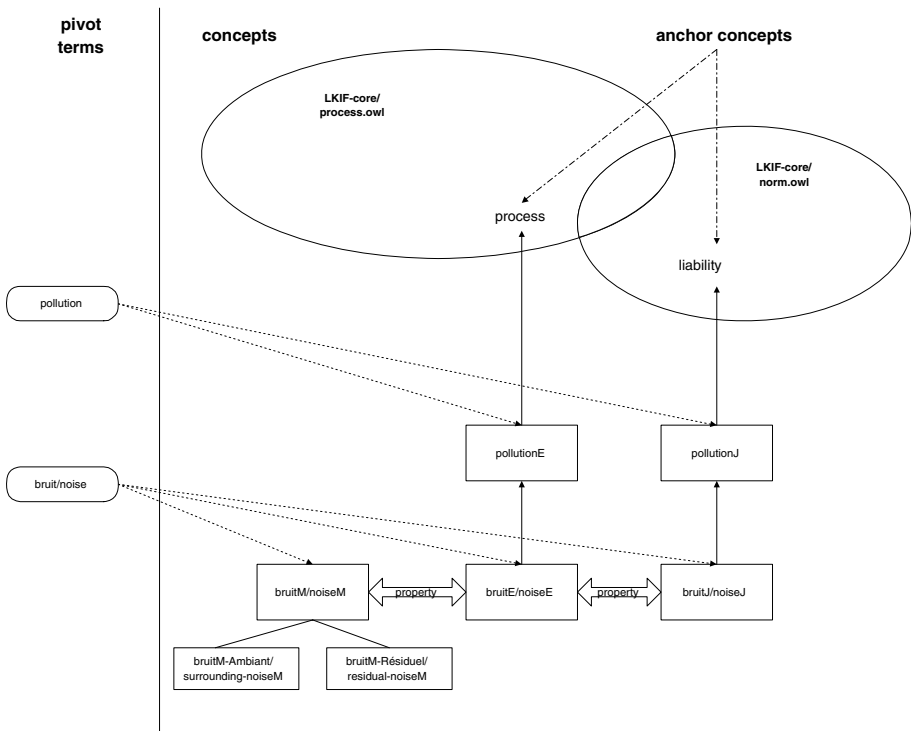 pivot
terms
concepts
anchor concepts
LKIF-core/
process.owl
LKIF-core/
norm.owl
process
liability
pollution
pollutionE
pollutionJ
bruit/noise
bruitM/noiseM
property
bruitE/noiseE
property
bruitJ/noiseJ
bruitM-Ambiant/
surrounding-noiseM
bruitM-Résiduel/
residual-noiseM